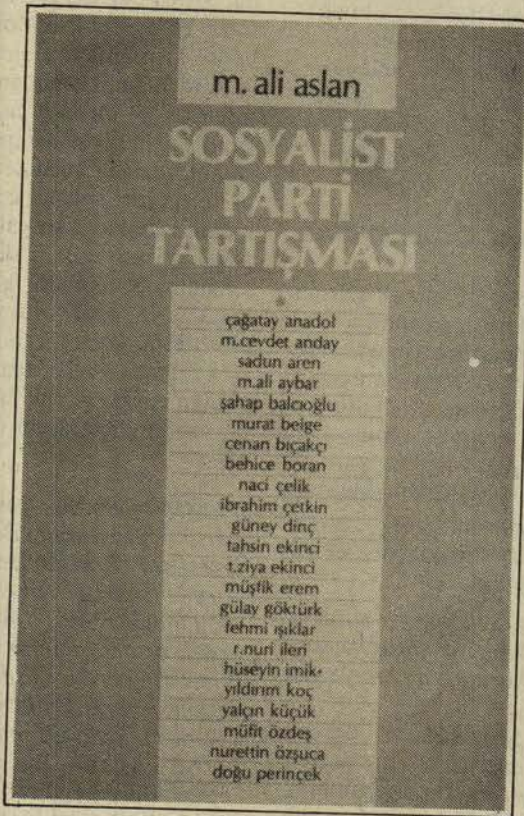 m. ali aslan
SOSYALİST
PARTİ
TARTIŞMASI
*
çağatay anadol
m.cevdet anday
sadun aren
m.ali aybar
şahap balcıoğlu
murat belge
cenan bıçakçı
behice boran
naci çelik
ibrahim çetkin
güney dinç
tahsin ekinci
t.ziya ekinci
müşfik erem
gülay göktürk
fehmi ışıklar
r.nuri ileri
hüseyin
yıldırım koç
yalçın küçük
müfit özdeş
nurettin özşuca
doğu perinçek